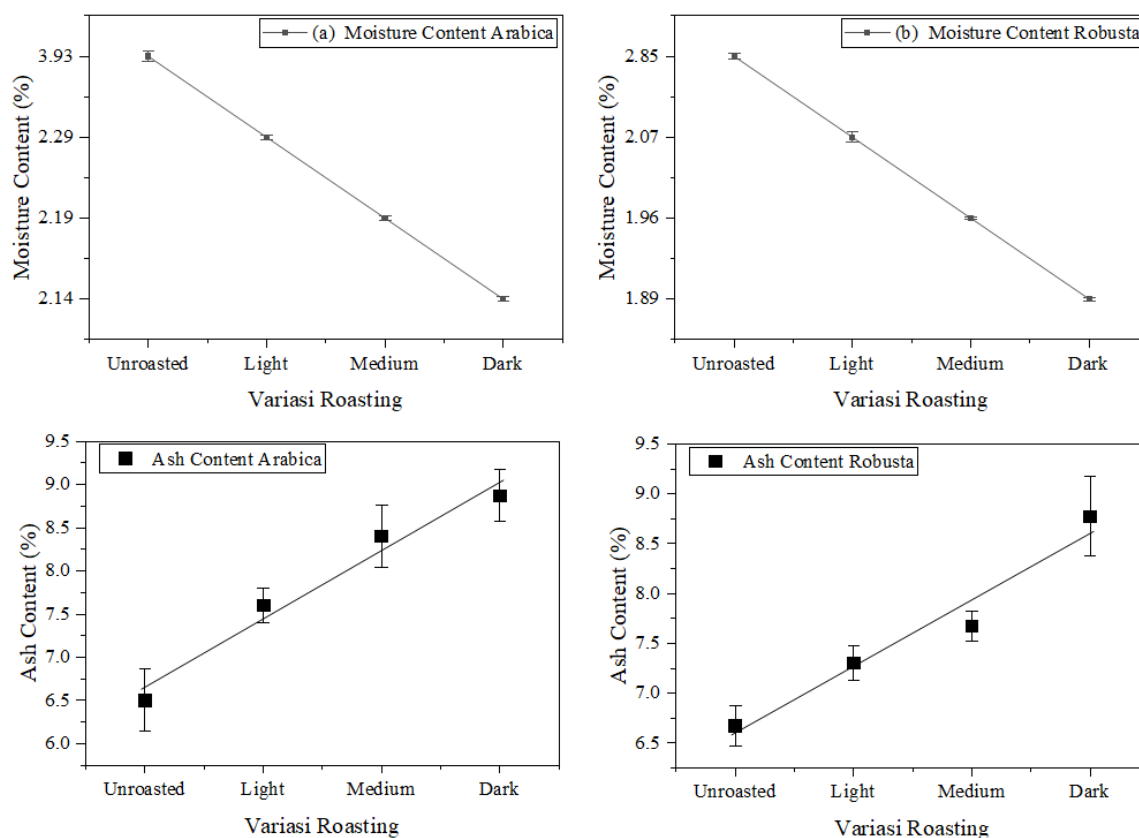 (a) Moisture Content Arabica
Moisture Content (%)
3.93
2.29
2.19
2.14
Unroasted Light Medium Dark
Variasi Roasting
(b) Moisture Content Robusta
Moisture Content (%)
2.85
2.07
1.96
1.89
Unroasted Light Medium Dark
Variasi Roasting
Ash Content Arabica
Ash Content (%)
9.5
9.0
8.5
8.0
7.5
7.0
6.5
6.0
Unroasted Light Medium Dark
Variasi Roasting
Ash Content Robusta
Ash Content (%)
9.5
9.0
8.5
8.0
7.5
7.0
6.5
Unroasted Light Medium Dark
Variasi Roasting